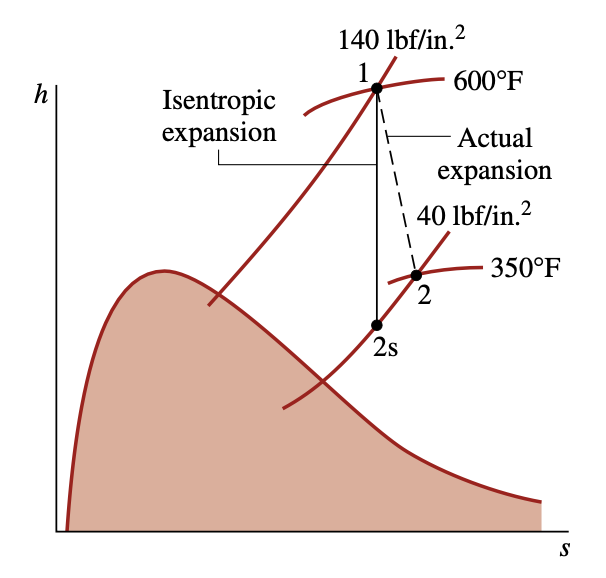 140 lbf/in.²
1
600°F
h
Isentropic
expansion
Actual
expansion
40 lbf/in.²
350°F
2
2s
s